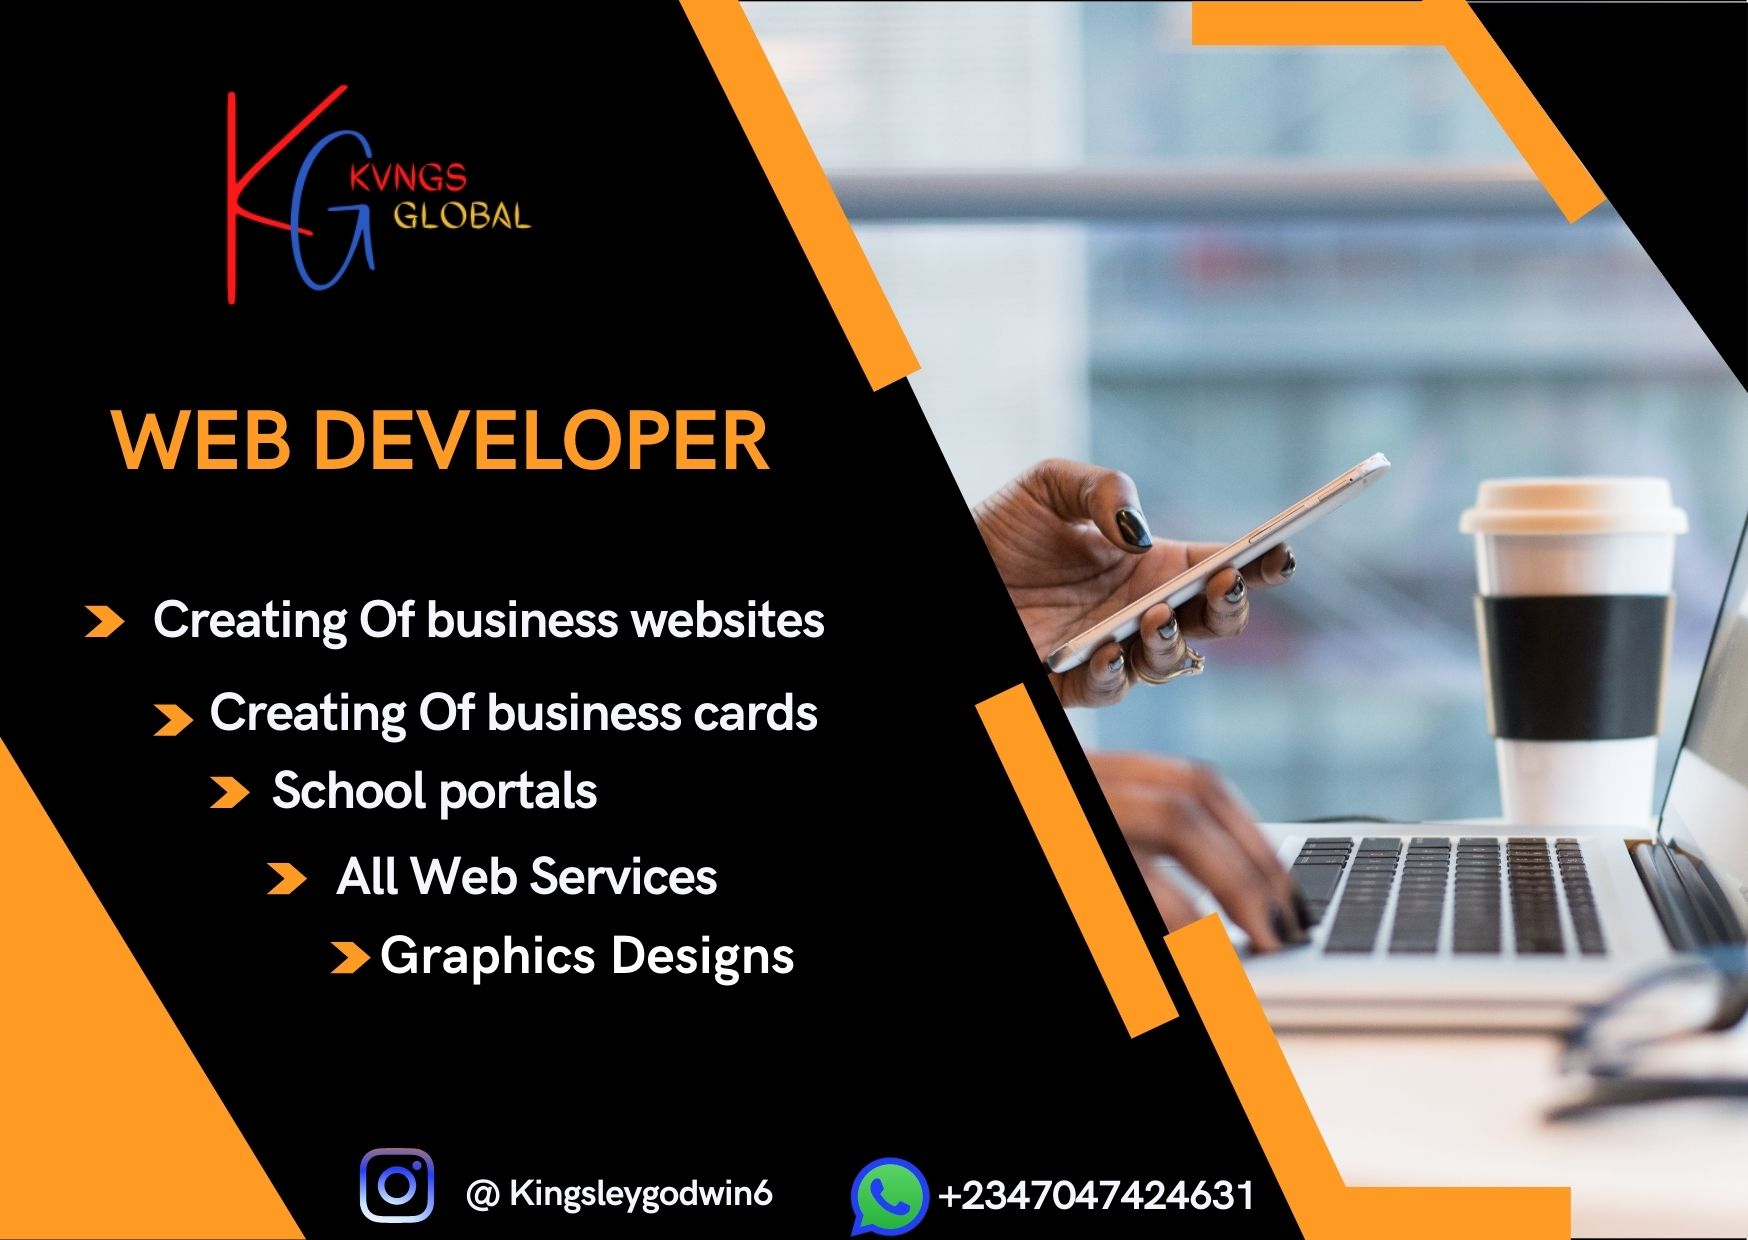 KVNGS
GLOBAL
WEB DEVELOPER
Creating Of business websites
Creating Of business cards
School portals
All Web Services
Graphics Designs
@ Kingsleygodwin6
+2347047424631